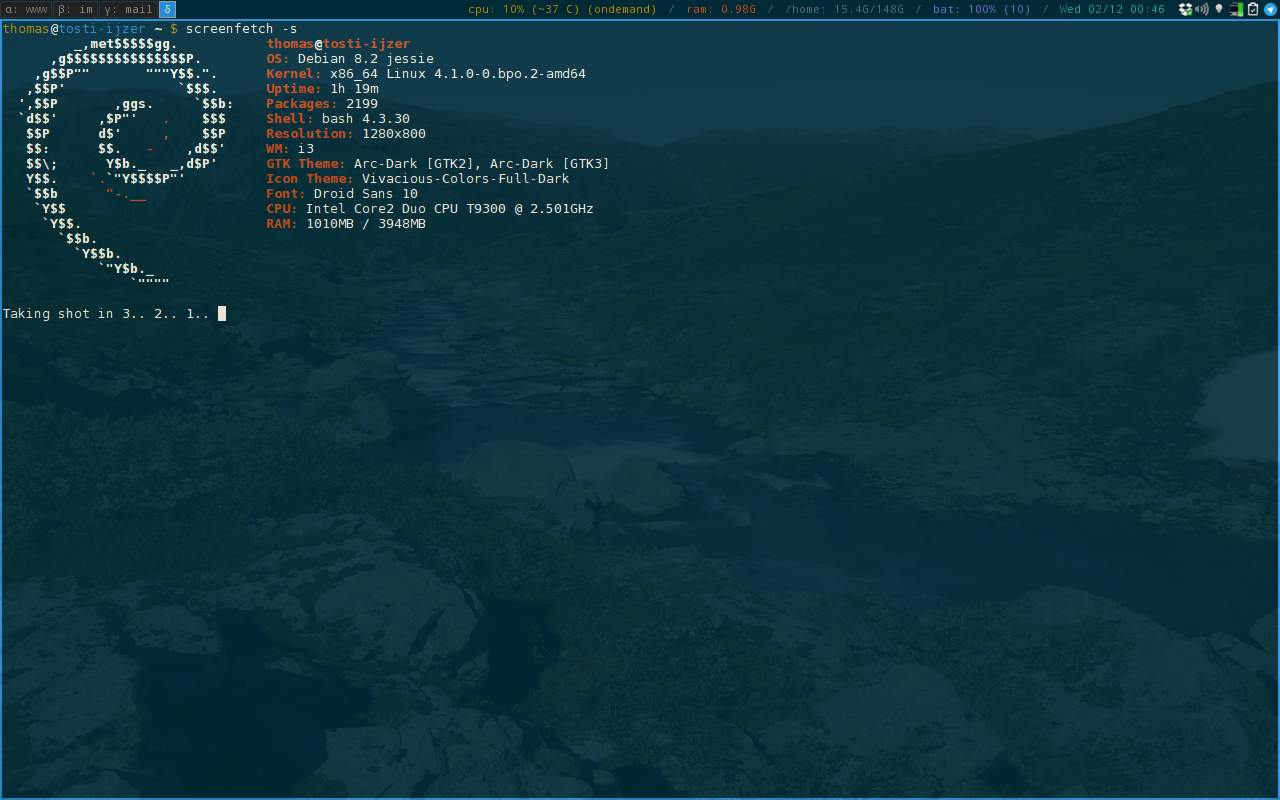 α: www β: im γ: mail δ cpu: 10% (~37 C) (ondemand) / ram: 0.98G / /home: 15.4G/148G / bat: 100% (10) / Wed 02/12 00:46
thomas@tosti-ijzer ~ $ screenfetch -s
_,met$$$$$gg. thomas@tosti-ijzer
,g$$$$$$$$$$$$$$$P. OS: Debian 8.2 jessie
,g$$P"" """Y$$.". Kernel: x86_64 Linux 4.1.0-0.bpo.2-amd64
,$$P' `$$$. Uptime: 1h 19m
',$$P ,ggs. `$$b: Packages: 2199
`d$$' ,$P"' . $$$ Shell: bash 4.3.30
$$P d$' , $$P Resolution: 1280x800
$$: $$. - ,d$$' WM: i3
$$\; Y$b._ _,d$P' GTK Theme: Arc-Dark [GTK2], Arc-Dark [GTK3]
Y$$. `.`"Y$$$$P"' Icon Theme: Vivacious-Colors-Full-Dark
`$$b "-.__ Font: Droid Sans 10
`Y$$ CPU: Intel Core2 Duo CPU T9300 @ 2.501GHz
`Y$$. RAM: 1010MB / 3948MB
`$$b.
`Y$$b.
`"Y$b._
`""""
Taking shot in 3.. 2.. 1..